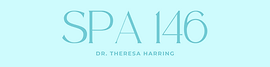 SPA 146
DR. THERESA HARRING